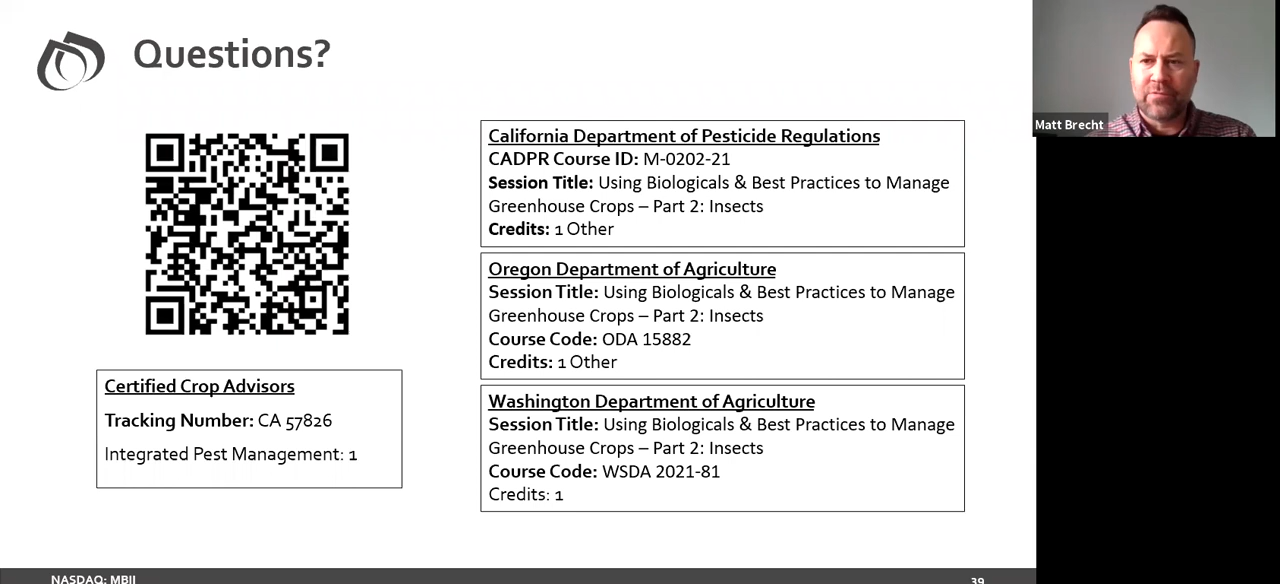 Questions?
California Department of Pesticide Regulations
CADPR Course ID: M-0202-21
Session Title: Using Biologicals & Best Practices to Manage
Greenhouse Crops – Part 2: Insects
Credits: 1 Other
Oregon Department of Agriculture
Session Title: Using Biologicals & Best Practices to Manage
Greenhouse Crops – Part 2: Insects
Course Code: ODA 15882
Credits: 1 Other
Washington Department of Agriculture
Session Title: Using Biologicals & Best Practices to Manage
Greenhouse Crops – Part 2: Insects
Course Code: WSDA 2021-81
Credits: 1
Certified Crop Advisors
Tracking Number: CA 57826
Integrated Pest Management: 1
Matt Brecht
NASDAQ: MBII
39